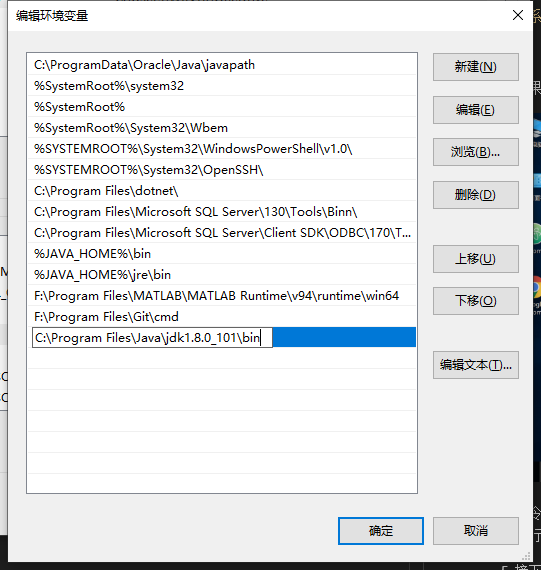 编辑环境变量
C:\ProgramData\Oracle\Java\javapath
%SystemRoot%\system32
%SystemRoot%
%SystemRoot%\System32\Wbem
%SYSTEMROOT%\System32\WindowsPowerShell\v1.0\
%SYSTEMROOT%\System32\OpenSSH\
C:\Program Files\dotnet\
C:\Program Files\Microsoft SQL Server\130\Tools\Binn\
C:\Program Files\Microsoft SQL Server\Client SDK\ODBC\170\T...
%JAVA_HOME%\bin
%JAVA_HOME%\jre\bin
F:\Program Files\MATLAB\MATLAB Runtime\v94\runtime\win64
F:\Program Files\Git\cmd
C:\Program Files\Java\jdk1.8.0_101\bin
新建(N)
编辑(E)
浏览(B)...
删除(D)
上移(U)
下移(O)
编辑文本(T)...
确定
取消